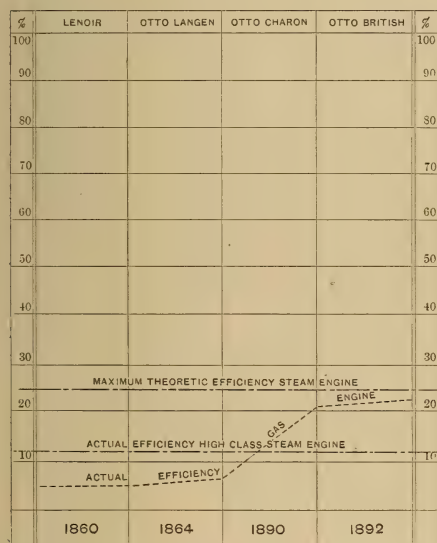 % LENOIR OTTO LANGEN OTTO CHARON OTTO BRITISH %
100 100
90 90
80 80
70 70
60 60
50 50
40 40
30 30
MAXIMUM THEORETIC EFFICIENCY STEAM ENGINE
20 ENGINE 20
GAS
ACTUAL EFFICIENCY HIGH CLASS STEAM ENGINE
10 10
ACTUAL EFFICIENCY
1860 1864 1890 1892